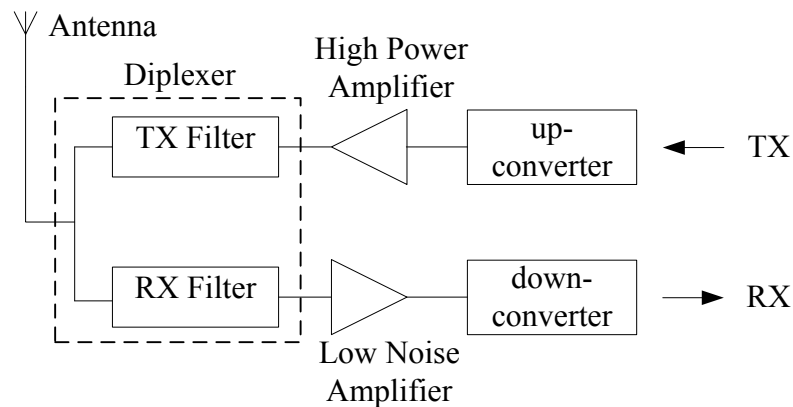 Antenna
Diplexer
High Power
Amplifier
TX Filter
up-
converter
TX
RX Filter
down-
converter
RX
Low Noise
Amplifier